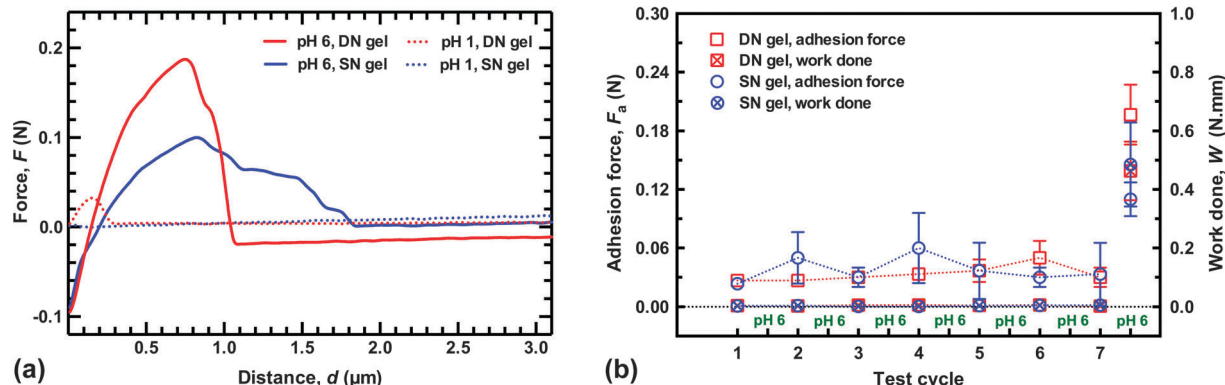 0.2
0.1
0.0
-0.1
Force, F (N)
pH 6, DN gel
pH 1, DN gel
pH 6, SN gel
pH 1, SN gel
0.5
1.0
1.5
2.0
2.5
3.0
Distance, d (μm)
(a)
0.30
0.24
0.18
0.12
0.06
0.00
Adhesion force, Fa (N)
DN gel, adhesion force
DN gel, work done
SN gel, adhesion force
SN gel, work done
1.0
0.8
0.6
0.4
0.2
0.0
Work done, W (N.mm)
pH 6 pH 6 pH 6 pH 6 pH 6 pH 6 pH 6
1 2 3 4 5 6 7
Test cycle
(b)